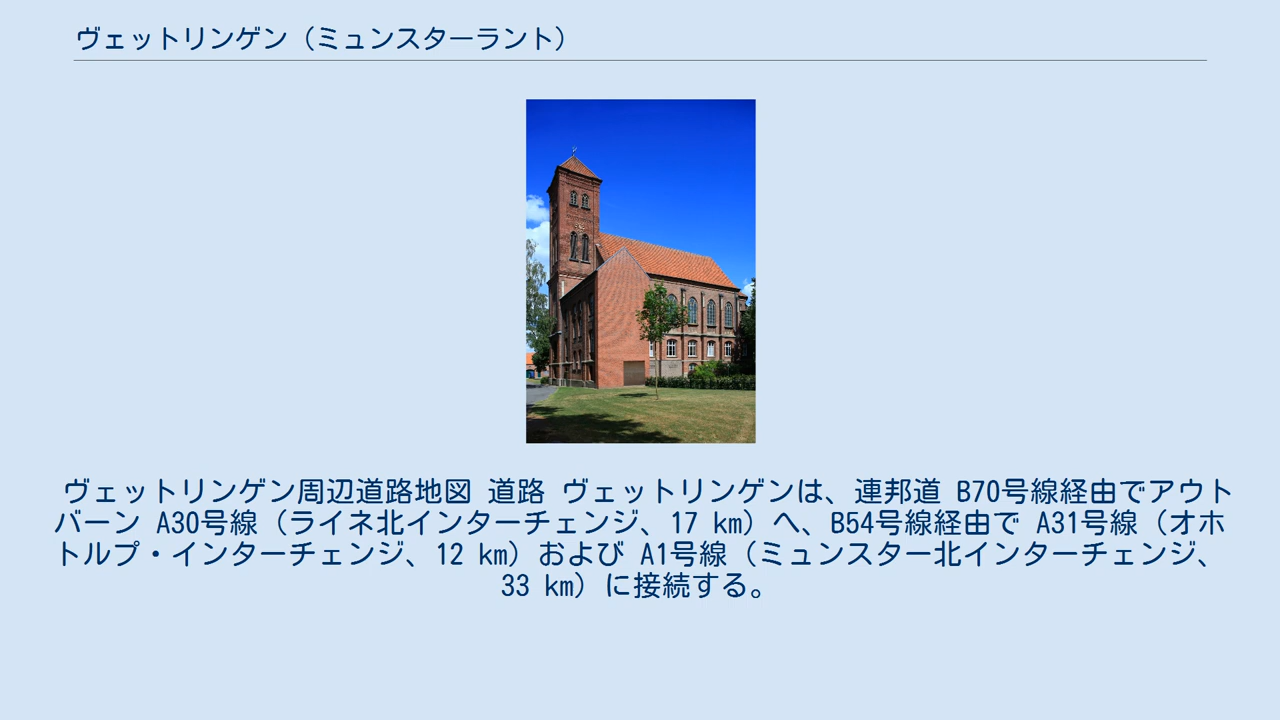 ヴェットリンゲン（ミュンスターラント）
ヴェットリンゲン周辺道路地図 道路 ヴェットリンゲンは、連邦道 B70号線経由でアウト
バーン A30号線（ライネ北インターチェンジ、17 km）へ、B54号線経由で A31号線（オホ
トルプ・インターチェンジ、12 km）および A1号線（ミュンスター北インターチェンジ、
33 km）に接続する。